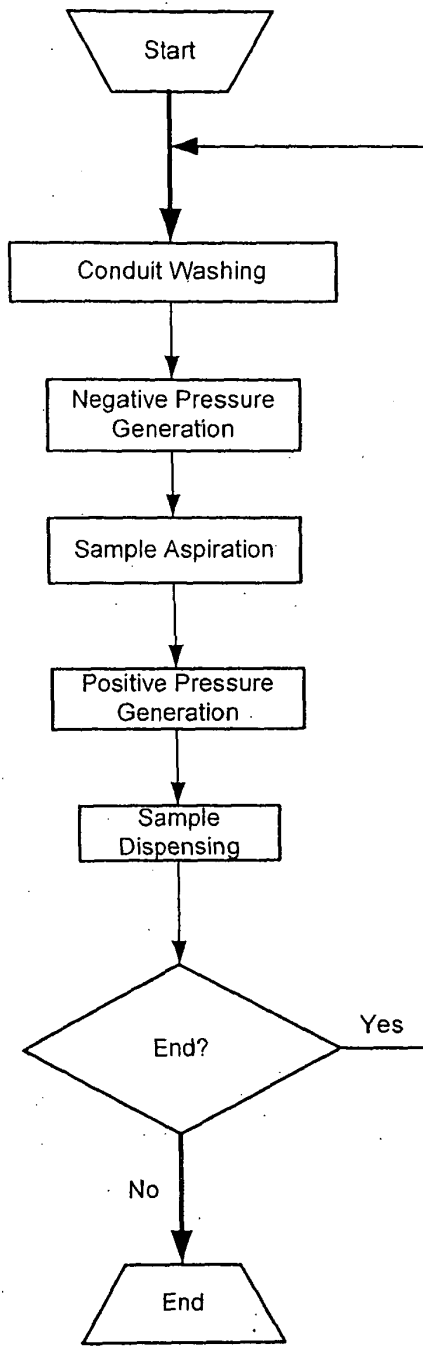 Start
Conduit Washing
Negative Pressure
Generation
Sample Aspiration
Positive Pressure
Generation
Sample
Dispensing
End?
Yes
No
End